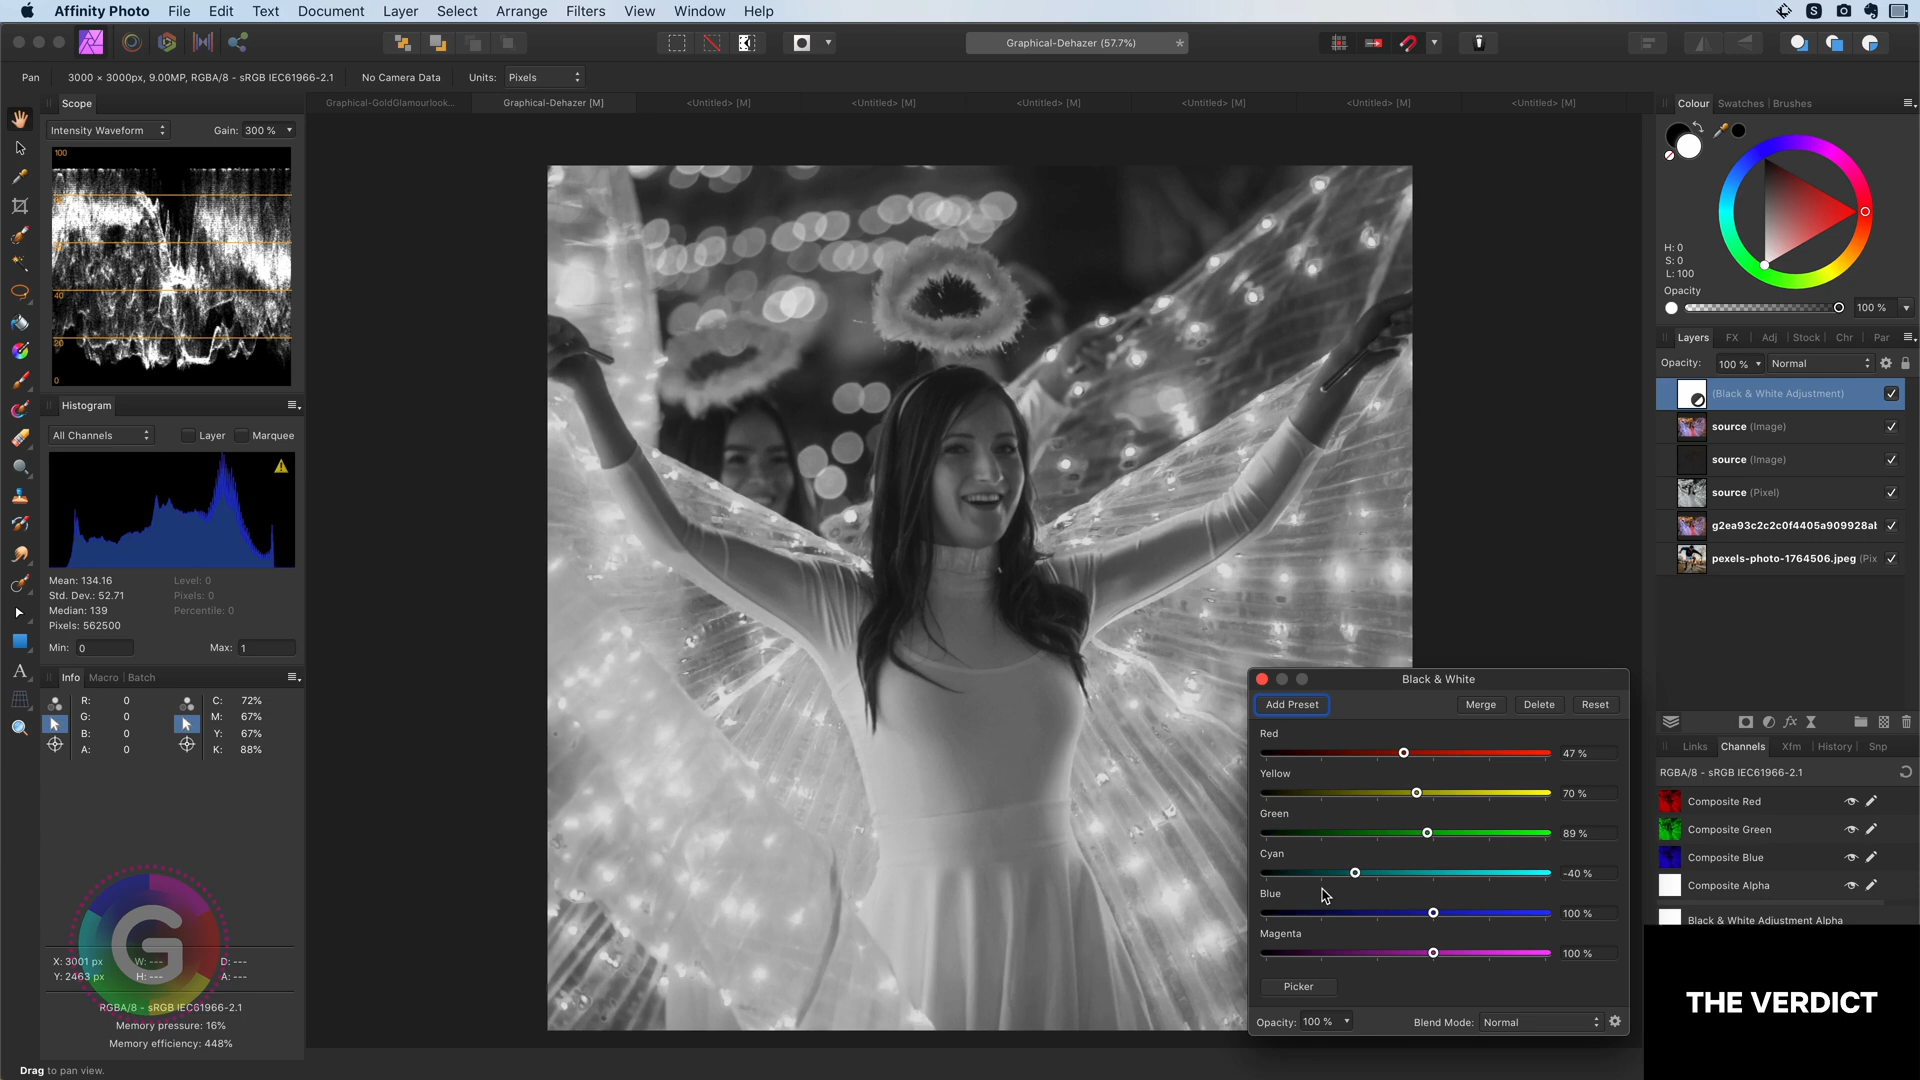 Affinity Photo File Edit Text Document Layer Select Arrange Filters View Window Help
Graphical-Dehazer (57.7%)
Pan 3000 × 3000px, 9.00MP, RGBA/8 - sRGB IEC61966-2.1 No Camera Data Units: Pixels
Scope
Graphical-GoldGlamourlook... Graphical-Dehazer [M] <Untitled> [M] <Untitled> [M] <Untitled> [M] <Untitled> [M] <Untitled> [M] <Untitled> [M]
Intensity Waveform Gain: 300 %
100
40
20
0
Histogram
All Channels Layer Marquee
Mean: 134.16 Level: 0
Std. Dev.: 52.71 Pixels: 0
Median: 139 Percentile: 0
Pixels: 562500
Min: 0 Max: 1
Info Macro Batch
R: 0 C: 72%
G: 0 M: 67%
B: 0 Y: 67%
A: 0 K: 88%
G
X: 3001 px W: --- D: ---
Y: 2463 px H: --- A: ---
RGBA/8 - sRGB IEC61966-2.1
Memory pressure: 16%
Memory efficiency: 448%
Drag to pan view.
Colour Swatches Brushes
H: 0
S: 0
L: 100
Opacity
100 %
Layers FX Adj Stock Chr Par
Opacity: 100 % Normal
(Black & White Adjustment)
source (Image)
source (Image)
source (Pixel)
g2ea93c2c2c0f4405a909928al
pexels-photo-1764506.jpeg (Pix
Links Channels Xfm History Snp
RGBA/8 - sRGB IEC61966-2.1
Composite Red
Composite Green
Composite Blue
Composite Alpha
Black & White Adjustment Alpha
Black & White
Add Preset Merge Delete Reset
Red
47 %
Yellow
70 %
Green
89 %
Cyan
-40 %
Blue
100 %
Magenta
100 %
Picker
Opacity: 100 % Blend Mode: Normal
THE VERDICT